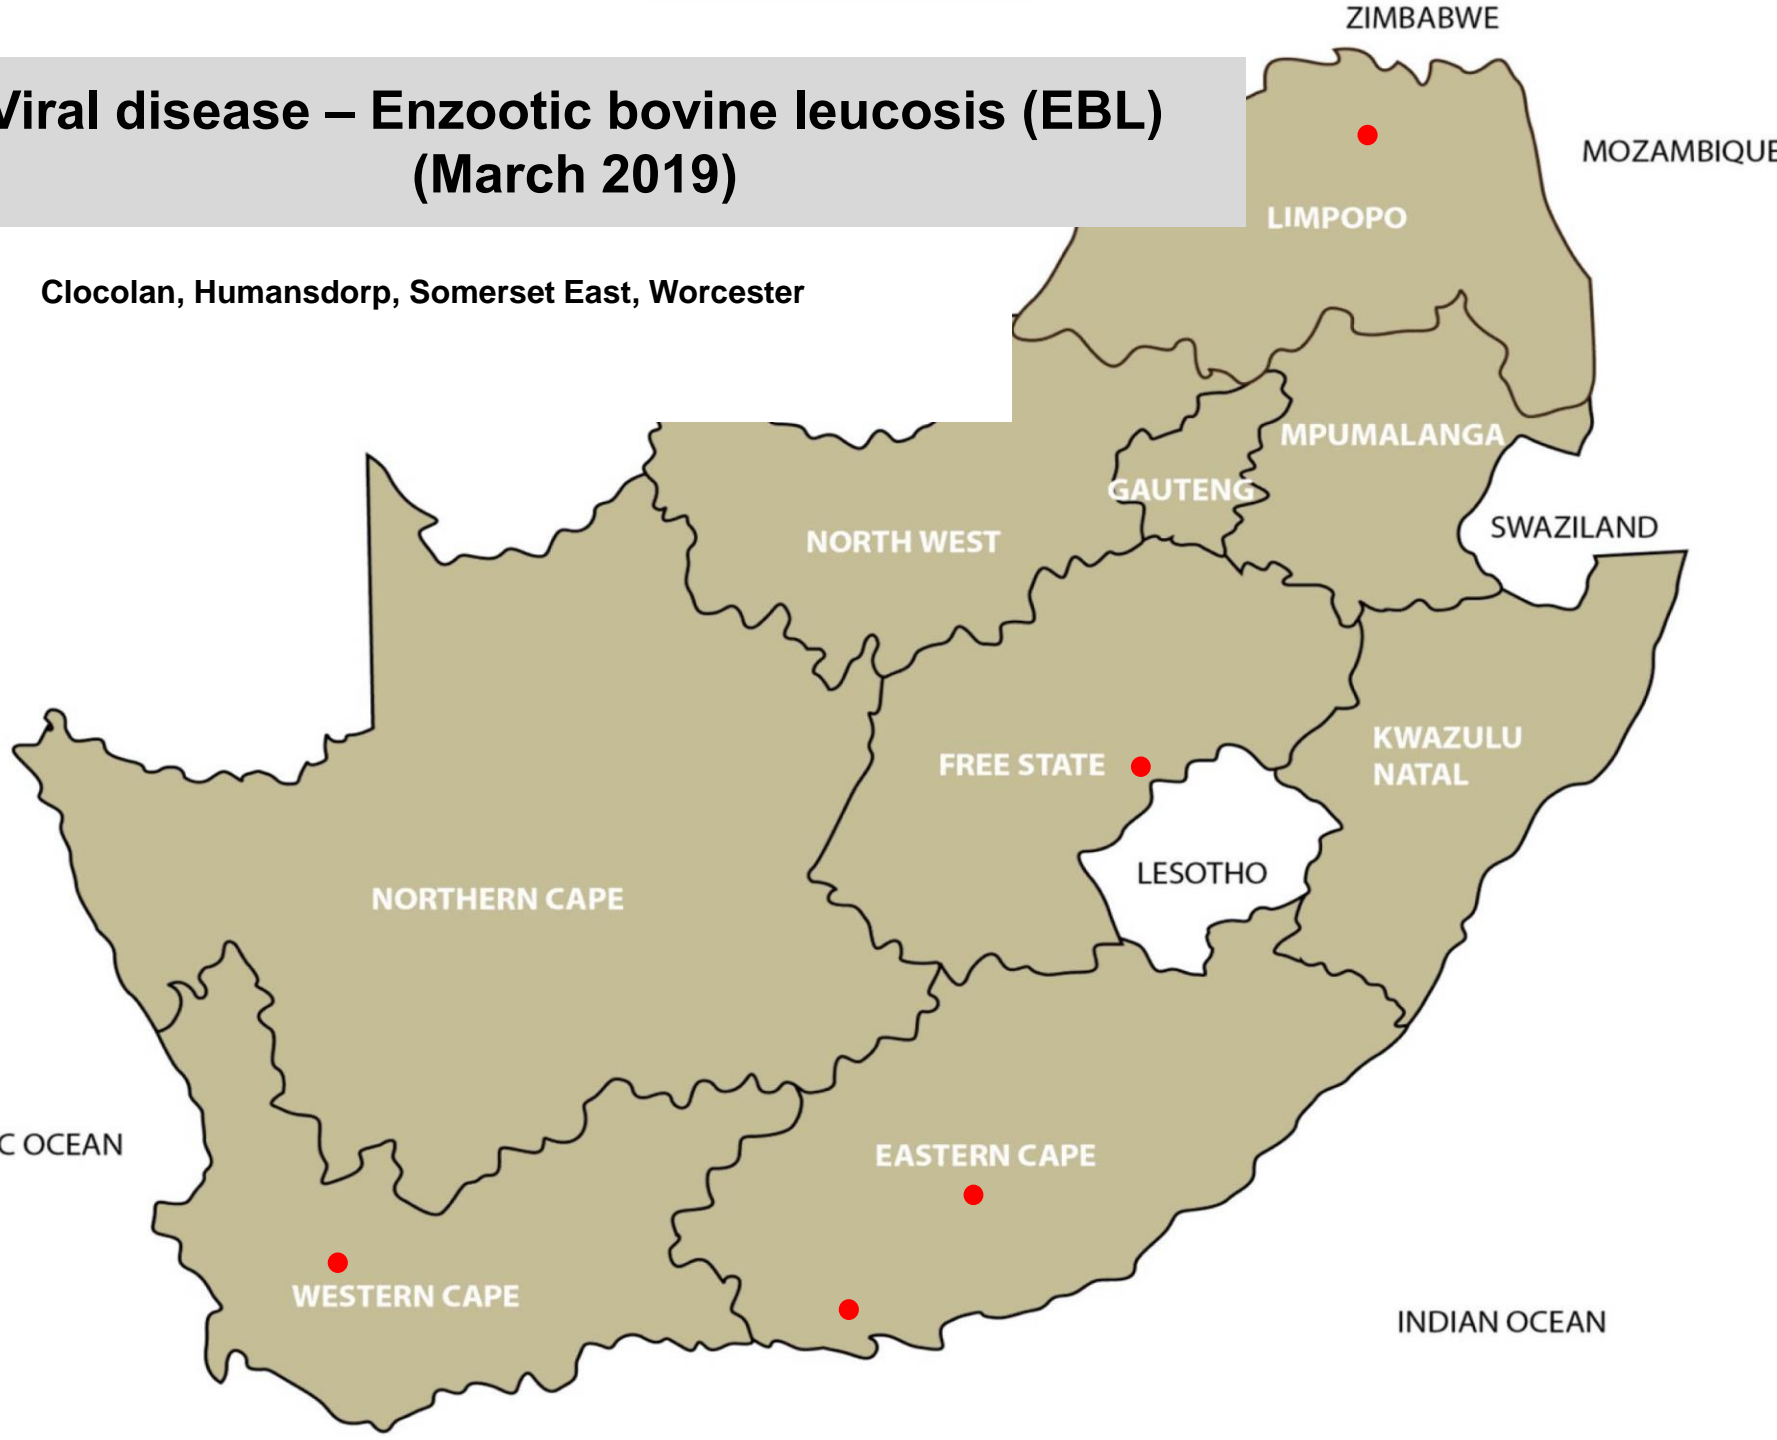 ZIMBABWE
Viral disease – Enzootic bovine leucosis (EBL)
(March 2019)
MOZAMBIQUE
LIMPOPO
Clocolan, Humansdorp, Somerset East, Worcester
MPUMALANGA
GAUTENG
SWAZILAND
NORTH WEST
KWAZULU
NATAL
FREE STATE
LESOTHO
NORTHERN CAPE
C OCEAN
EASTERN CAPE
WESTERN CAPE
INDIAN OCEAN